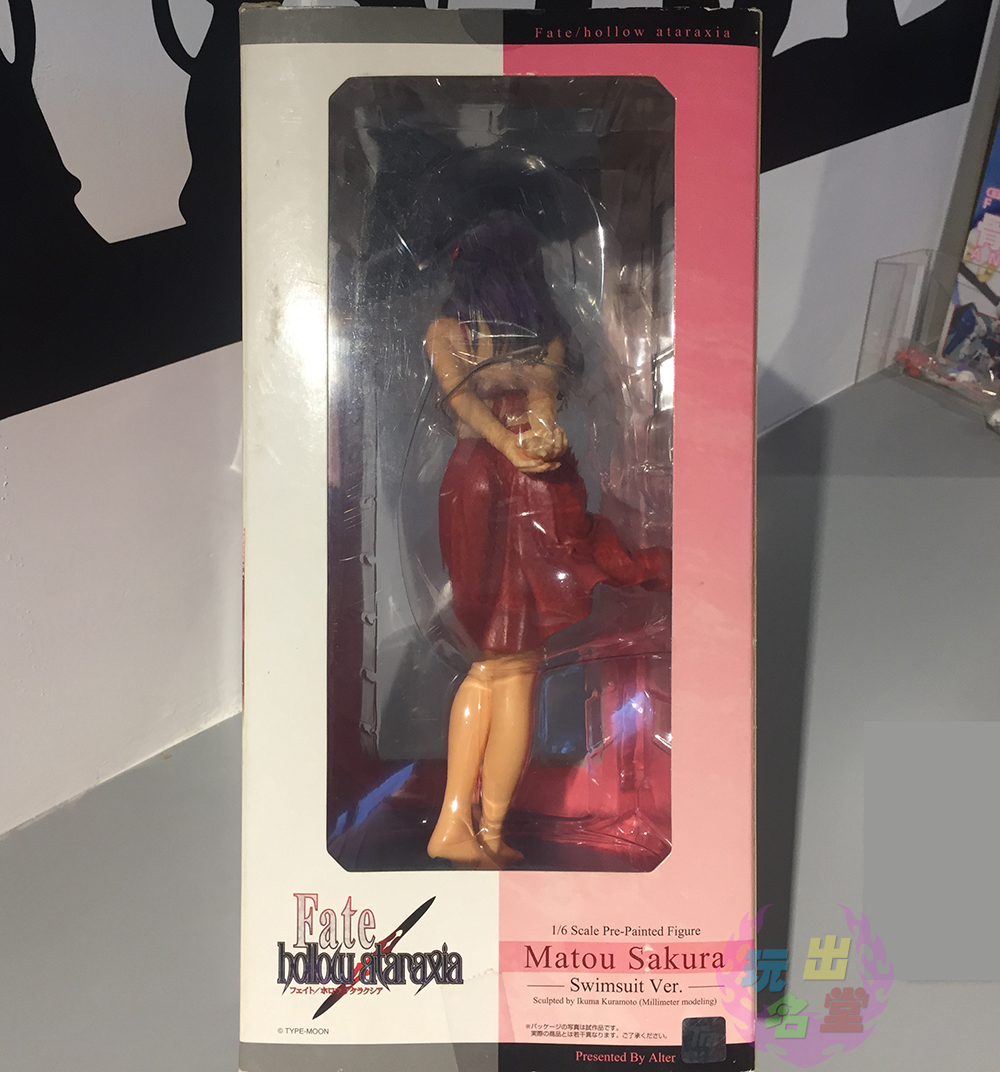 Fate/hollow ataraxia
Fate
hollow ataraxia
フェイト/ホロウアタラクシア
© TYPE-MOON
1/6 Scale Pre-Painted Figure
Matou Sakura
Swimsuit Ver.
Sculpted by Ikuma Kuramoto (Millimeter modeling)
※パッケージの写真は試作品です。
実際の商品とは若干異なります。ご了承ください。
Presented By Alter
玩出
名堂